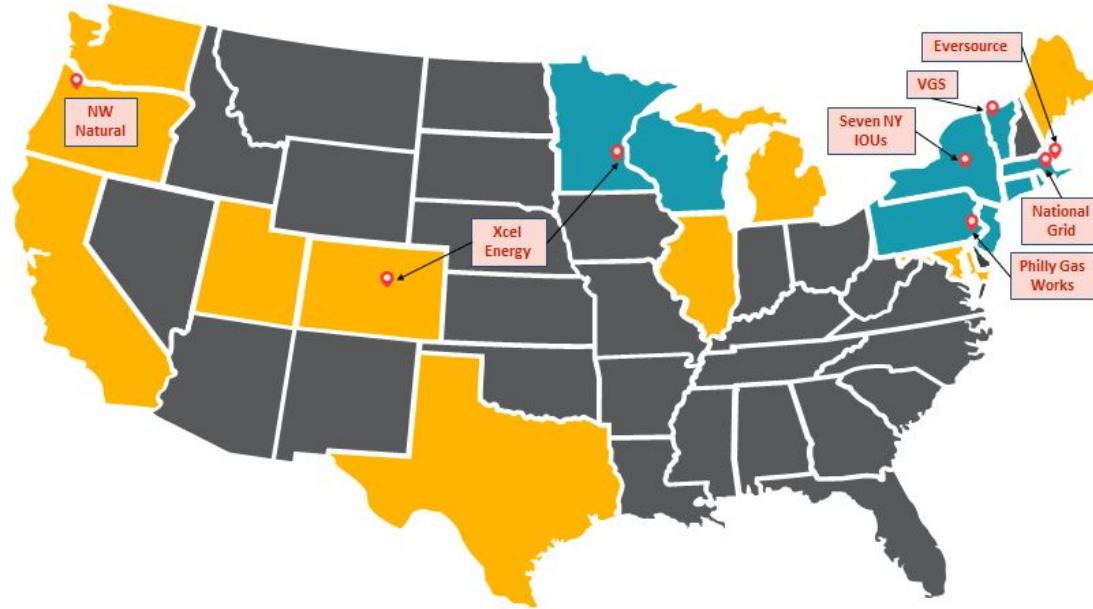 Eversource
VGS
Seven NY
IOUs
NW
Natural
National
Grid
Xcel
Energy
Philly Gas
Works